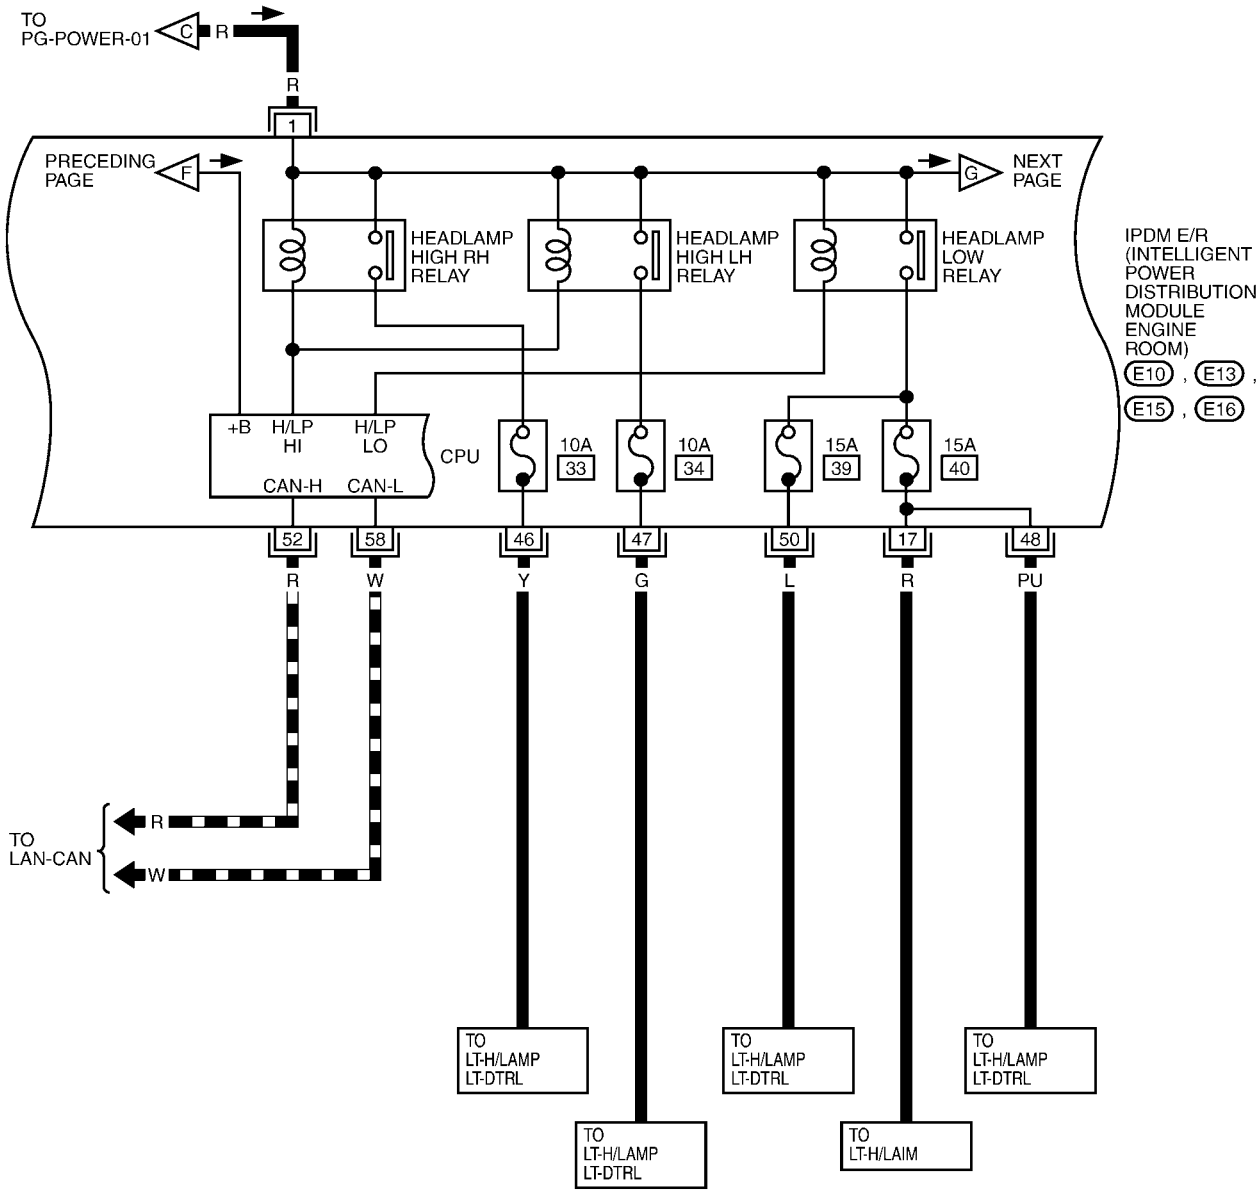 TO
PG-POWER-01
C
R
R
1
PRECEDING
PAGE
F
G
NEXT
PAGE
HEADLAMP
HIGH RH
RELAY
HEADLAMP
HIGH LH
RELAY
HEADLAMP
LOW
RELAY
IPDM E/R
(INTELLIGENT
POWER
DISTRIBUTION
MODULE
ENGINE
ROOM)
E10 , E13 ,
E15 , E16
+B
H/LP
HI
H/LP
LO
CPU
CAN-H
CAN-L
10A
33
10A
34
15A
39
15A
40
52
58
46
47
50
17
48
R
W
Y
G
L
R
PU
TO
LAN-CAN
R
W
TO
LT-H/LAMP
LT-DTRL
TO
LT-H/LAMP
LT-DTRL
TO
LT-H/LAMP
LT-DTRL
TO
LT-H/LAIM
TO
LT-H/LAMP
LT-DTRL